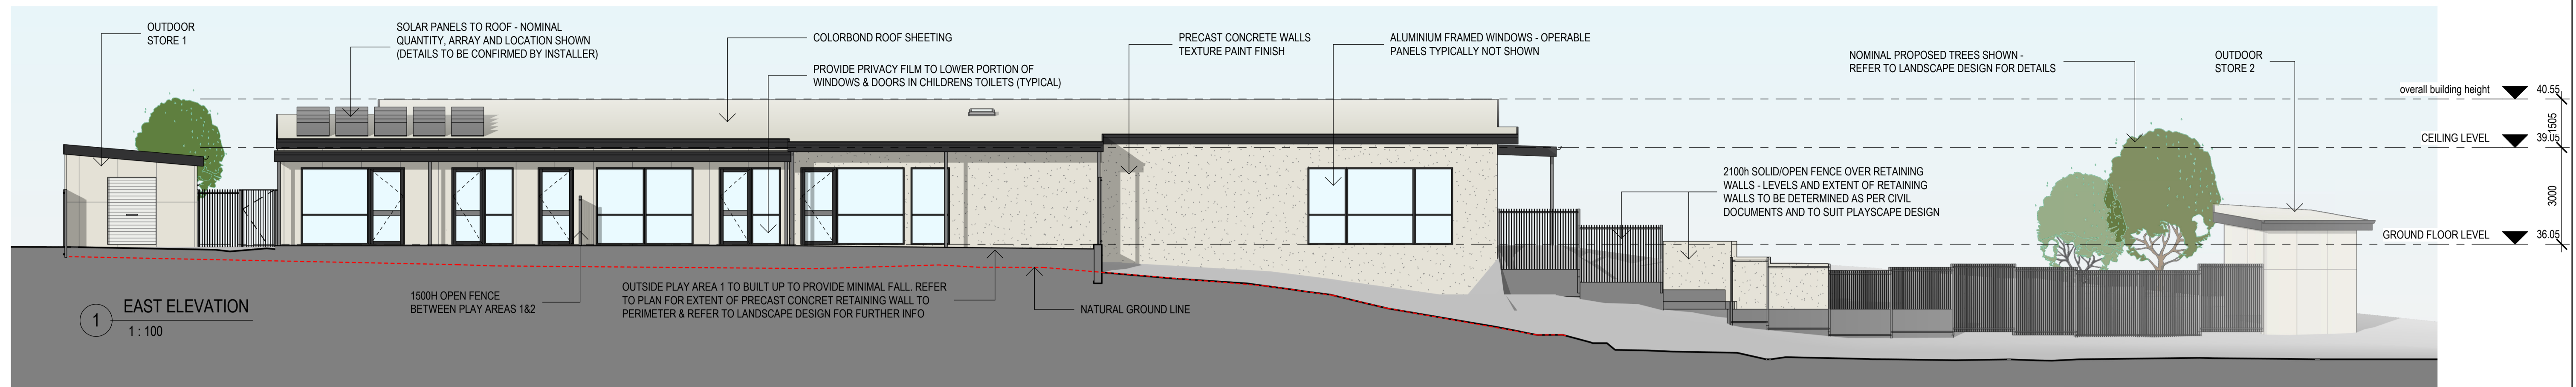 OUTDOOR
STORE 1
SOLAR PANELS TO ROOF - NOMINAL
QUANTITY, ARRAY AND LOCATION SHOWN
(DETAILS TO BE CONFIRMED BY INSTALLER)
COLORBOND ROOF SHEETING
PROVIDE PRIVACY FILM TO LOWER PORTION OF
WINDOWS & DOORS IN CHILDRENS TOILETS (TYPICAL)
PRECAST CONCRETE WALLS
TEXTURE PAINT FINISH
ALUMINIUM FRAMED WINDOWS - OPERABLE
PANELS TYPICALLY NOT SHOWN
NOMINAL PROPOSED TREES SHOWN -
REFER TO LANDSCAPE DESIGN FOR DETAILS
OUTDOOR
STORE 2
overall building height 40.55
1505
CEILING LEVEL 39.05
3000
GROUND FLOOR LEVEL 36.05
2100h SOLID/OPEN FENCE OVER RETAINING
WALLS - LEVELS AND EXTENT OF RETAINING
WALLS TO BE DETERMINED AS PER CIVIL
DOCUMENTS AND TO SUIT PLAYSCAPE DESIGN
1500H OPEN FENCE
BETWEEN PLAY AREAS 1&2
OUTSIDE PLAY AREA 1 TO BUILT UP TO PROVIDE MINIMAL FALL. REFER
TO PLAN FOR EXTENT OF PRECAST CONCRET RETAINING WALL TO
PERIMETER & REFER TO LANDSCAPE DESIGN FOR FURTHER INFO
NATURAL GROUND LINE
1 EAST ELEVATION
1 : 100